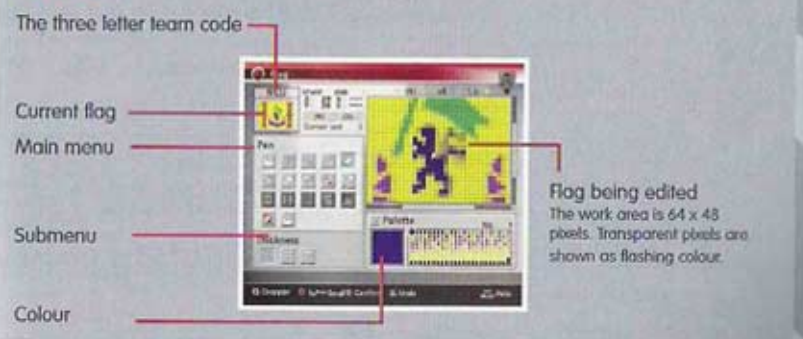 The three letter team code
Current flag
Main menu
Submenu
Colour
Pen
Palette
Thickness
Flag being edited
The work area is 64 x 48
pixels. Transparent pixels are
shown as flashing colour.